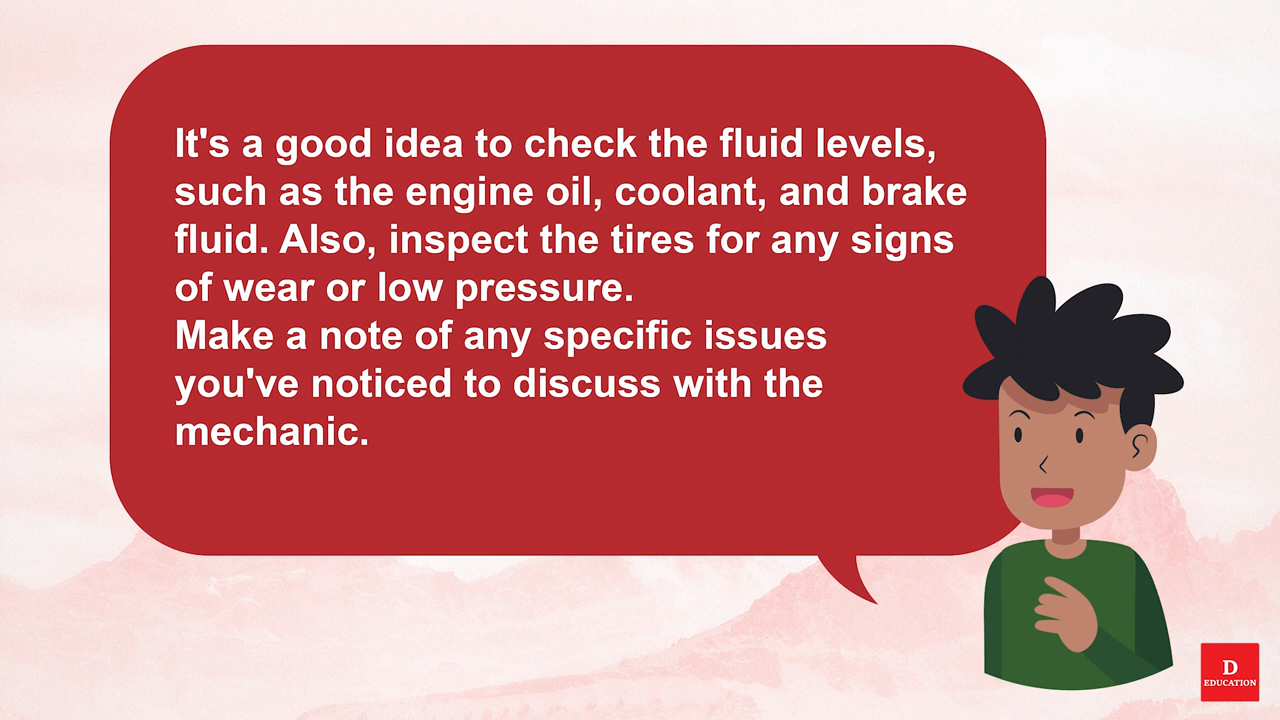 It's a good idea to check the fluid levels,
such as the engine oil, coolant, and brake
fluid. Also, inspect the tires for any signs
of wear or low pressure.
Make a note of any specific issues
you've noticed to discuss with the
mechanic.
D
EDUCATION